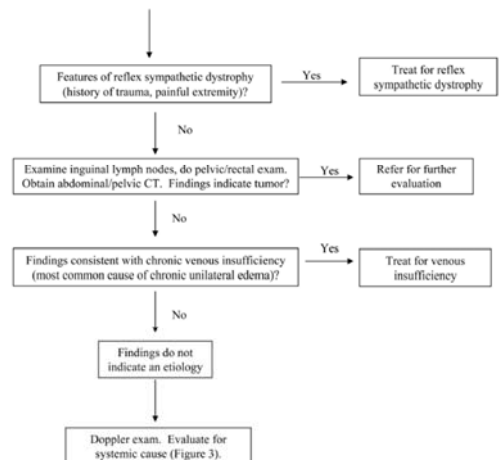 Features of reflex sympathetic dystrophy
(history of trauma, painful extremity)?
Yes
Treat for reflex
sympathetic dystrophy
No
Examine inguinal lymph nodes, do pelvic/rectal exam.
Obtain abdominal/pelvic CT. Findings indicate tumor?
Yes
Refer for further
evaluation
No
Findings consistent with chronic venous insufficiency
(most common cause of chronic unilateral edema)?
Yes
Treat for venous
insufficiency
No
Findings do not
indicate an etiology
Doppler exam. Evaluate for
systemic cause (Figure 3).